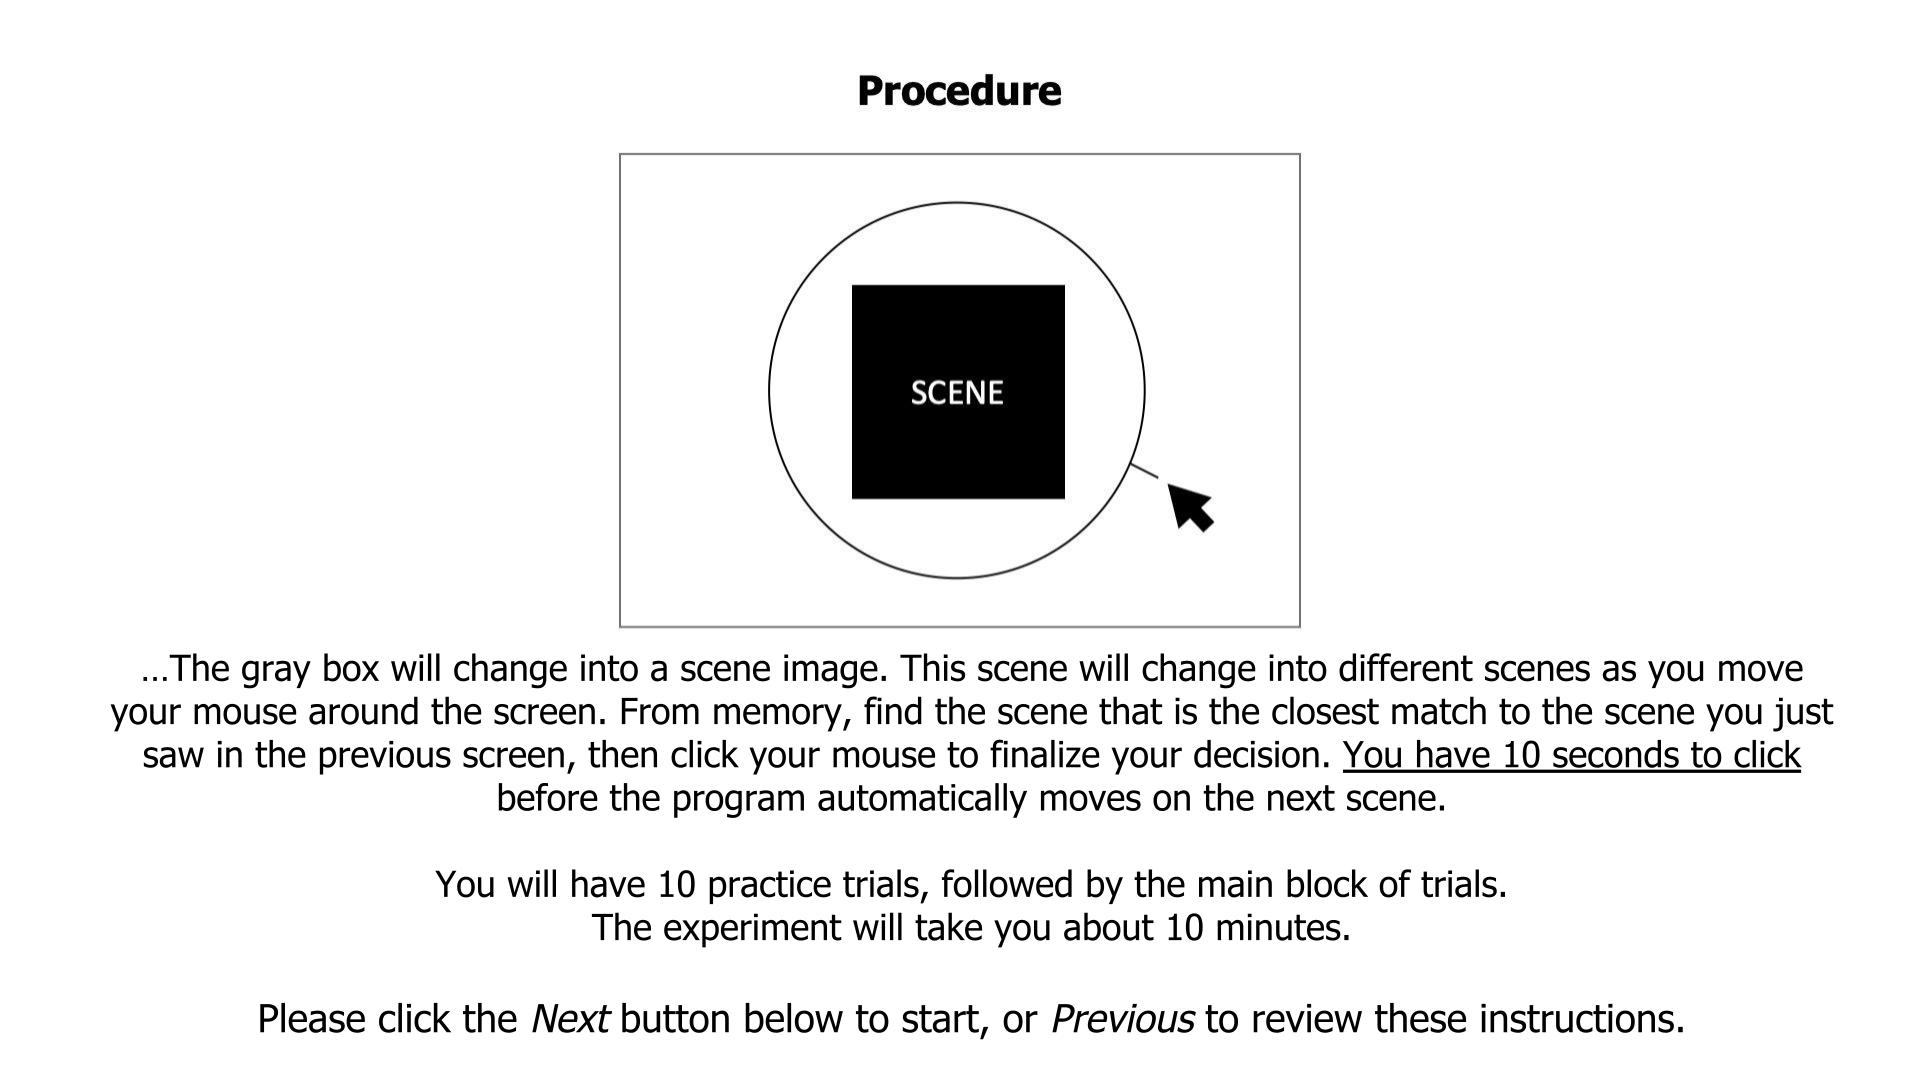 Procedure
SCENE
...The gray box will change into a scene image. This scene will change into different scenes as you move
your mouse around the screen. From memory, find the scene that is the closest match to the scene you just
saw in the previous screen, then click your mouse to finalize your decision. You have 10 seconds to click
before the program automatically moves on the next scene.
You will have 10 practice trials, followed by the main block of trials.
The experiment will take you about 10 minutes.
Please click the Next button below to start, or Previous to review these instructions.